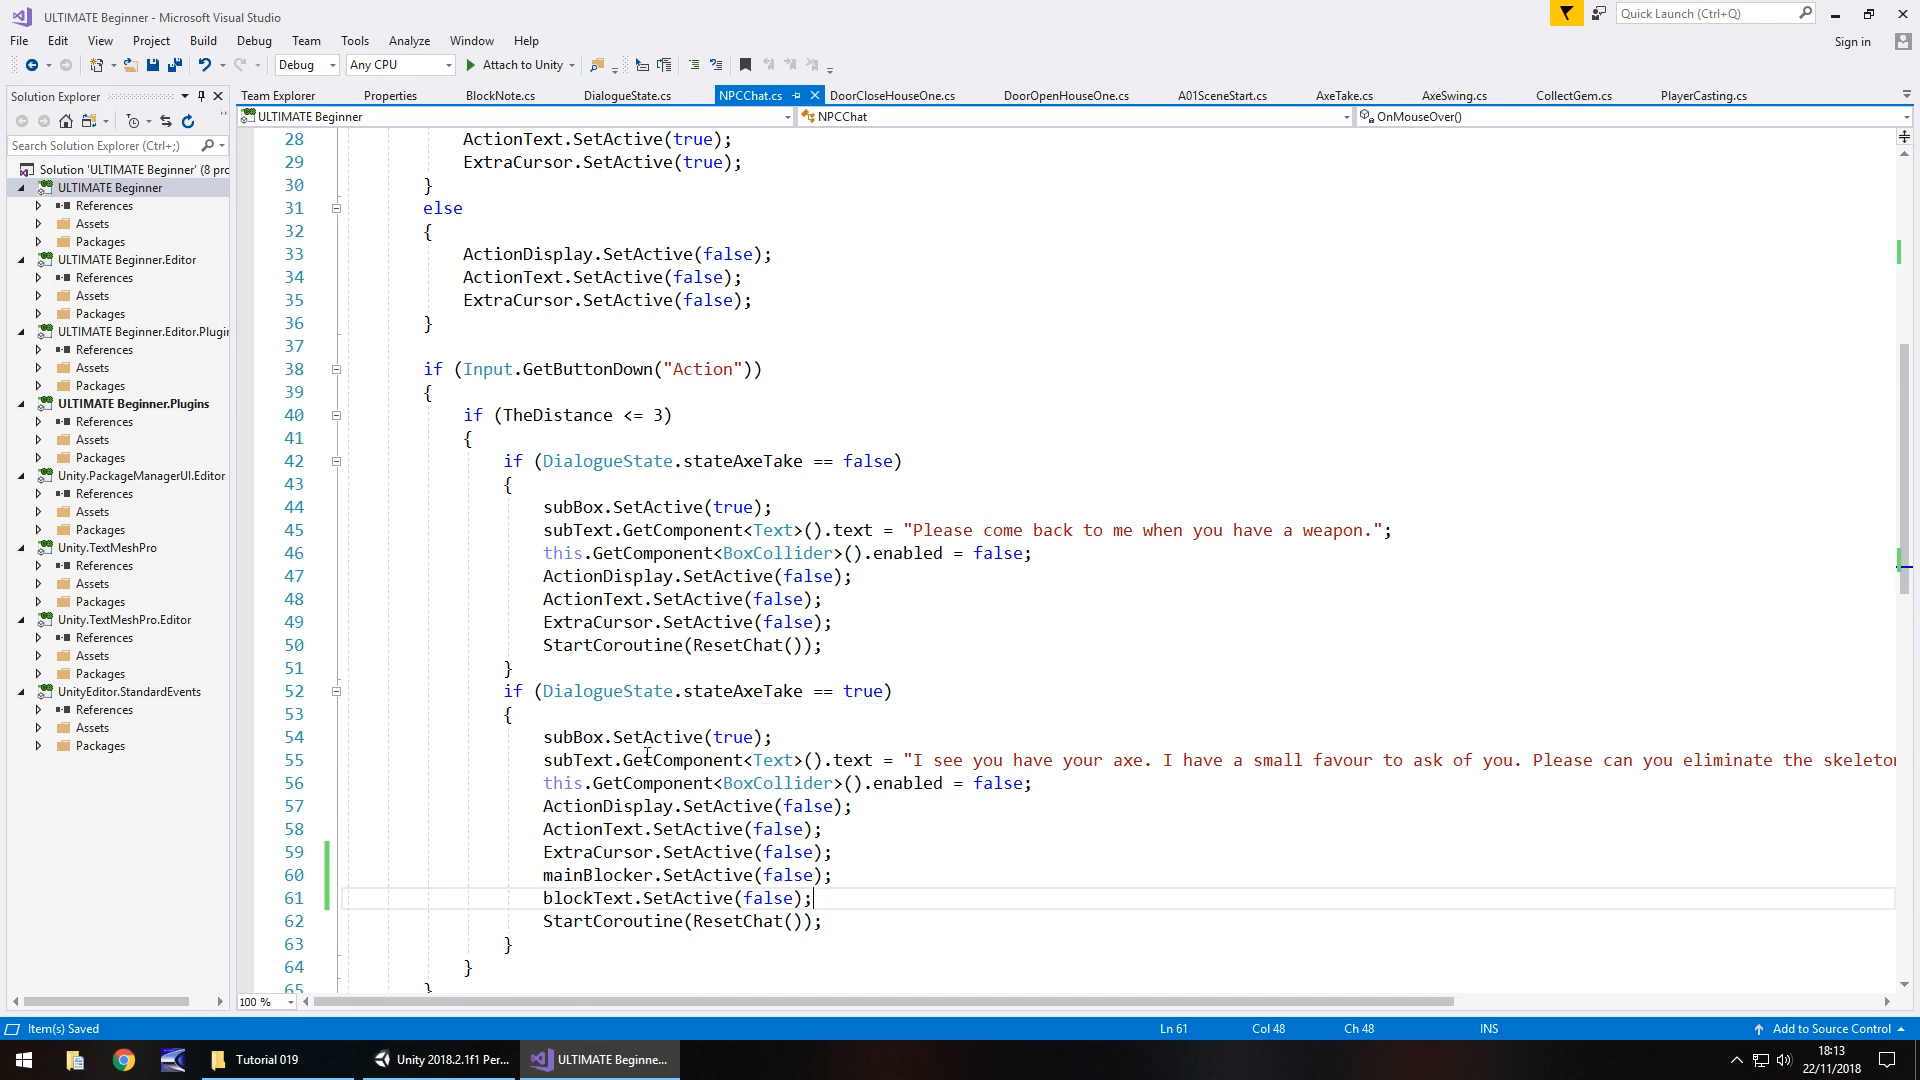 ULTIMATE Beginner - Microsoft Visual Studio
Quick Launch (Ctrl+Q)
File Edit View Project Build Debug Team Tools Analyze Window Help
Sign in
Debug Any CPU Attach to Unity
Solution Explorer
Team Explorer Properties BlockNote.cs DialogueState.cs NPCChat.cs DoorCloseHouseOne.cs DoorOpenHouseOne.cs A01SceneStart.cs AxeTake.cs AxeSwing.cs CollectGem.cs PlayerCasting.cs
ULTIMATE Beginner NPCChat OnMouseOver()
Search Solution Explorer (Ctrl+;)
Solution 'ULTIMATE Beginner' (8 pro
ULTIMATE Beginner
References
Assets
Packages
ULTIMATE Beginner.Editor
References
Assets
Packages
ULTIMATE Beginner.Editor.Plugin
References
Assets
Packages
ULTIMATE Beginner.Plugins
References
Assets
Packages
Unity.PackageManagerUI.Editor
References
Assets
Packages
Unity.TextMeshPro
References
Assets
Packages
Unity.TextMeshPro.Editor
References
Assets
Packages
UnityEditor.StandardEvents
References
Assets
Packages
28 ActionText.SetActive(true);
29 ExtraCursor.SetActive(true);
30 }
31 else
32 {
33 ActionDisplay.SetActive(false);
34 ActionText.SetActive(false);
35 ExtraCursor.SetActive(false);
36 }
37
38 if (Input.GetButtonDown("Action"))
39 {
40 if (TheDistance <= 3)
41 {
42 if (DialogueState.stateAxeTake == false)
43 {
44 subBox.SetActive(true);
45 subText.GetComponent<Text>().text = "Please come back to me when you have a weapon.";
46 this.GetComponent<BoxCollider>().enabled = false;
47 ActionDisplay.SetActive(false);
48 ActionText.SetActive(false);
49 ExtraCursor.SetActive(false);
50 StartCoroutine(ResetChat());
51 }
52 if (DialogueState.stateAxeTake == true)
53 {
54 subBox.SetActive(true);
55 subText.GetComponent<Text>().text = "I see you have your axe. I have a small favour to ask of you. Please can you eliminate the skeleton
56 this.GetComponent<BoxCollider>().enabled = false;
57 ActionDisplay.SetActive(false);
58 ActionText.SetActive(false);
59 ExtraCursor.SetActive(false);
60 mainBlocker.SetActive(false);
61 blockText.SetActive(false);
62 StartCoroutine(ResetChat());
63 }
64 }
65 }
100 %
Item(s) Saved Ln 61 Col 48 Ch 48 INS Add to Source Control
Tutorial 019 Unity 2018.2.1f1 Per... ULTIMATE Beginne... 18:13
22/11/2018